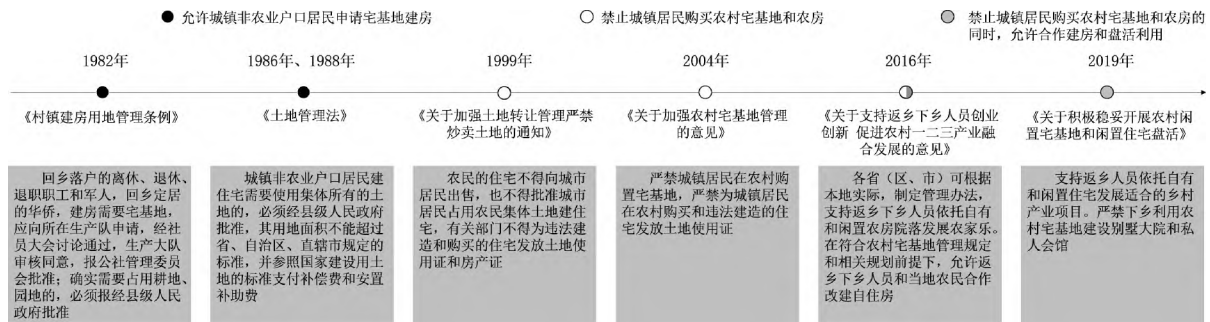 允许城镇非农业户口居民申请宅基地建房
禁止城镇居民购买农村宅基地和农房
禁止城镇居民购买农村宅基地和农房的
同时，允许合作建房和盘活利用
1982年
1986年、1988年
1999年
2004年
2016年
2019年
《村镇建房用地管理条例》
《土地管理法》
《关于加强土地转让管理严禁
炒卖土地的通知》
《关于加强农村宅基地管理
的意见》
《关于支持返乡下乡人员创业
创新 促进农村一二三产业融
合发展的意见》
《关于积极稳妥开展农村闲
置宅基地和闲置住宅盘活》
回乡落户的离休、退休、
退职职工和军人，回乡定居
的华侨，建房需要宅基地，
应向所在生产队申请，经社
员大会讨论通过，生产大队
审核同意，报公社管理委员
会批准；确实需要占用耕地、
园地的，必须报经县级人民
政府批准
城镇非农业户口居民建
住宅需要使用集体所有的土
地的，必须经县级人民政府
批准，其用地面积不能超过
省、自治区、直辖市规定的
标准，并参照国家建设用土
地的标准支付补偿费和安置
补助费
农民的住宅不得向城市
居民出售，也不得批准城市
居民占用农民集体土地建住
宅，有关部门不得为违法建
造和购买的住宅发放土地使
用证和房产证
严禁城镇居民在农村购
置宅基地，严禁为城镇居民
在农村购买和违法建造的住
宅发放土地使用证
各省（区、市）可根据
本地实际，制定管理办法，
支持返乡下乡人员依托自有
和闲置农房院落发展农家乐。
在符合农村宅基地管理规定
和相关规划前提下，允许返
乡下乡人员和当地农民合作
改建自住房
支持返乡人员依托自有
和闲置住宅发展适合的乡村
产业项目。严禁下乡利用农
村宅基地建设别墅大院和私
人会馆